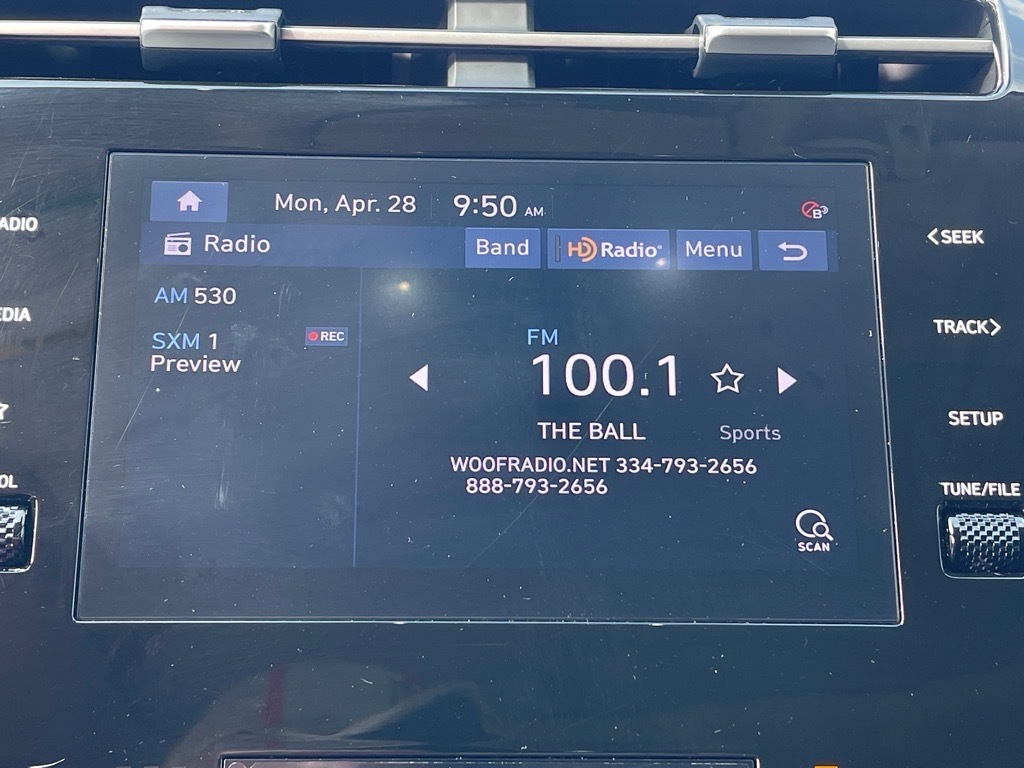 Mon, Apr. 28 9:50 AM
ADIO
B
<SEEK
Radio Band HD Radio Menu
AM 530
EDIA
TRACK>
SXM 1 REC
Preview
FM
100.1
SETUP
THE BALL Sports
WOOFRADIO.NET 334-793-2656
888-793-2656
OL
TUNE/FILE
SCAN